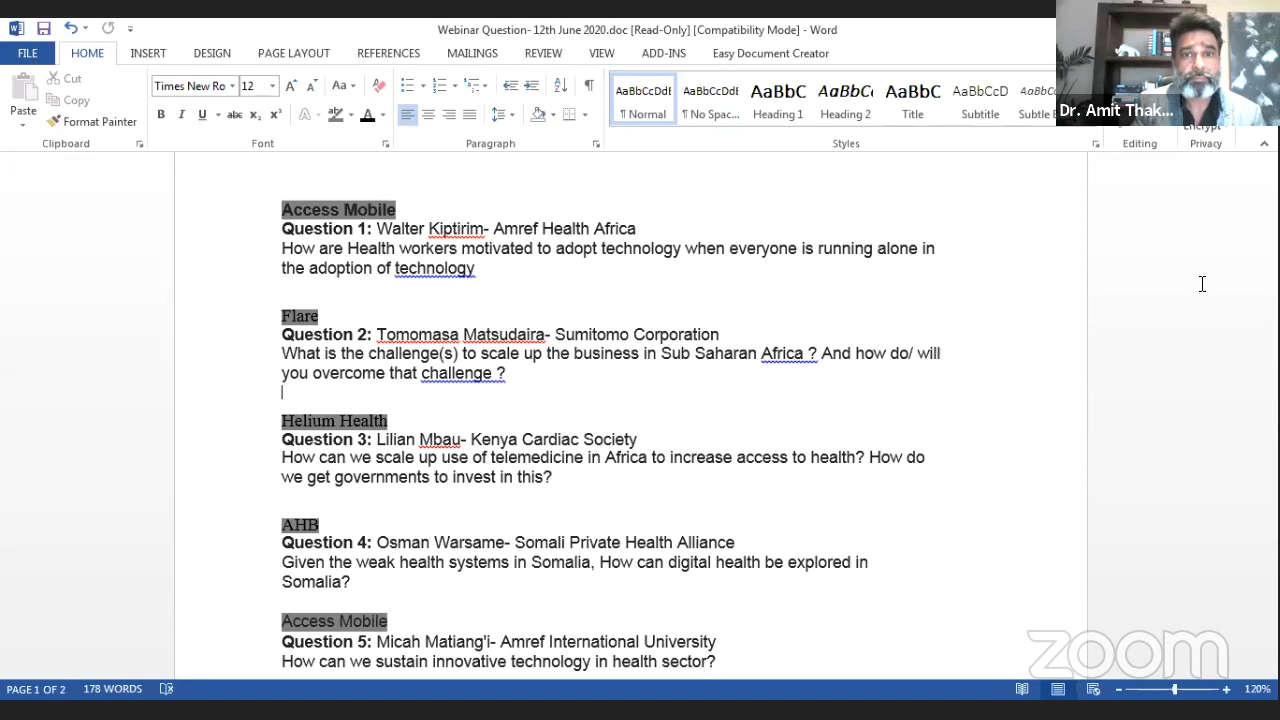 Webinar Question- 12th June 2020.doc [Read-Only] [Compatibility Mode] - Word
FILE HOME INSERT DESIGN PAGE LAYOUT REFERENCES MAILINGS REVIEW VIEW ADD-INS Easy Document Creator
Paste
Cut
Copy
Format Painter
Clipboard
Times New Ro 12
Font
Paragraph
AaBbCcDdE AaBbCcDdE AaBbC AaBbC AaBbC AaBbCcD AaBbCc
¶ Normal ¶ No Spac... Heading 1 Heading 2 Title Subtitle Subtle E
Styles
Editing
Encrypt
Privacy
Dr. Amit Thak...
Access Mobile
Question 1: Walter Kiptirim- Amref Health Africa
How are Health workers motivated to adopt technology when everyone is running alone in
the adoption of technology
Flare
Question 2: Tomomasa Matsudaira- Sumitomo Corporation
What is the challenge(s) to scale up the business in Sub Saharan Africa ? And how do/ will
you overcome that challenge ?
Helium Health
Question 3: Lilian Mbau- Kenya Cardiac Society
How can we scale up use of telemedicine in Africa to increase access to health? How do
we get governments to invest in this?
AHB
Question 4: Osman Warsame- Somali Private Health Alliance
Given the weak health systems in Somalia, How can digital health be explored in
Somalia?
Access Mobile
Question 5: Micah Matiang'i- Amref International University
How can we sustain innovative technology in health sector?
zoom
PAGE 1 OF 2 178 WORDS 120%